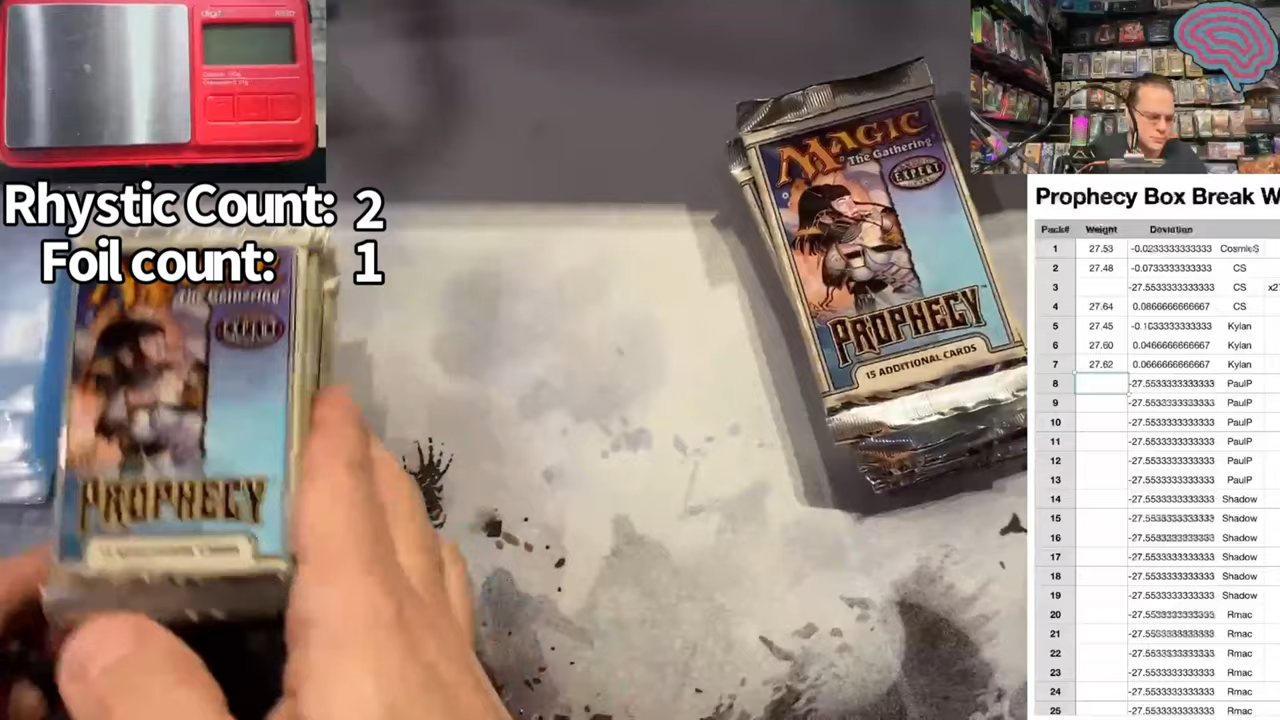 Rhystic Count: 2
Foil count: 1
The Gathering
EXPERT
PROPHECY
MAGIC
The Gathering
EXPERT
PROPHECY™
15 ADDITIONAL CARDS
Prophecy Box Break W
Pack# Weight Deviation
1 27.53 -0.0233333333333 CosmicS
2 27.48 -0.0733333333333 CS
3 -27.5533333333333 CS x2
4 27.64 0.0866666666667 CS
5 27.45 -0.1033333333333 Kylan
6 27.60 0.0466666666667 Kylan
7 27.62 0.0666666666667 Kylan
8 -27.5533333333333 PaulP
9 -27.5533333333333 PaulP
10 -27.5533333333333 PaulP
11 -27.5533333333333 PaulP
12 -27.5533333333333 PaulP
13 -27.5533333333333 PaulP
14 -27.5533333333333 Shadow
15 -27.5533333333333 Shadow
16 -27.5533333333333 Shadow
17 -27.5533333333333 Shadow
18 -27.5533333333333 Shadow
19 -27.5533333333333 Shadow
20 -27.5533333333333 Rmac
21 -27.5533333333333 Rmac
22 -27.5533333333333 Rmac
23 -27.5533333333333 Rmac
24 -27.5533333333333 Rmac
25 -27.5533333333333 Rmac